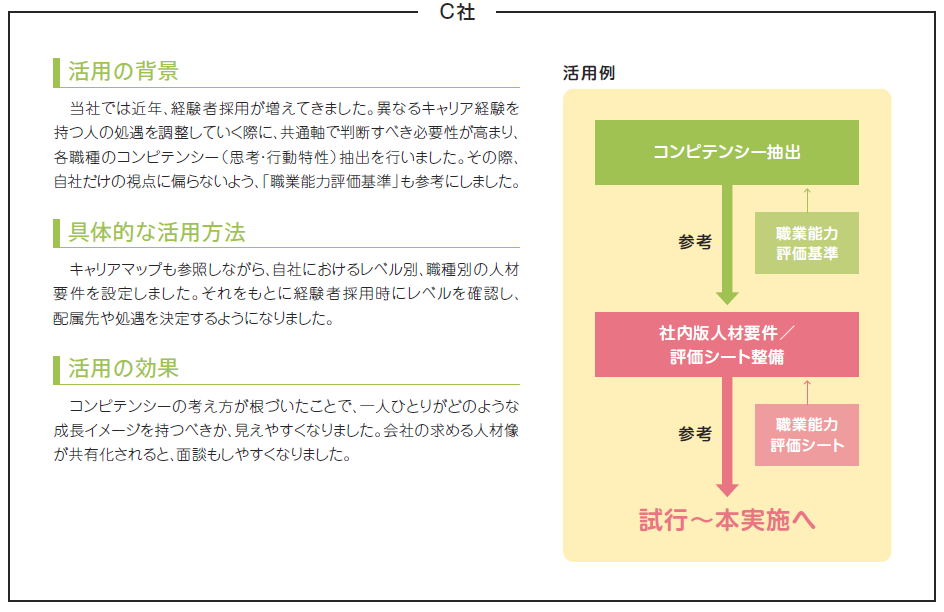 C社
活用の背景
当社では近年、経験者採用が増えてきました。異なるキャリア経験を
持つ人の処遇を調整していく際に、共通軸で判断すべき必要性が高まり、
各職種のコンピテンシー（思考・行動特性）抽出を行いました。その際、
自社だけの視点に偏らないよう、「職業能力評価基準」も参考にしました。
具体的な活用方法
キャリアマップも参照しながら、自社におけるレベル別、職種別の人材
要件を設定しました。それをもとに経験者採用時にレベルを確認し、
配属先や処遇を決定するようになりました。
活用の効果
コンピテンシーの考え方が根づいたことで、一人ひとりがどのような
成長イメージを持つべきか、見えやすくなりました。会社の求める人材像
が共有化されると、面談もしやすくなりました。
活用例
コンピテンシー抽出
参考
職業能力
評価基準
社内版人材要件／
評価シート整備
参考
職業能力
評価シート
試行～本実施へ